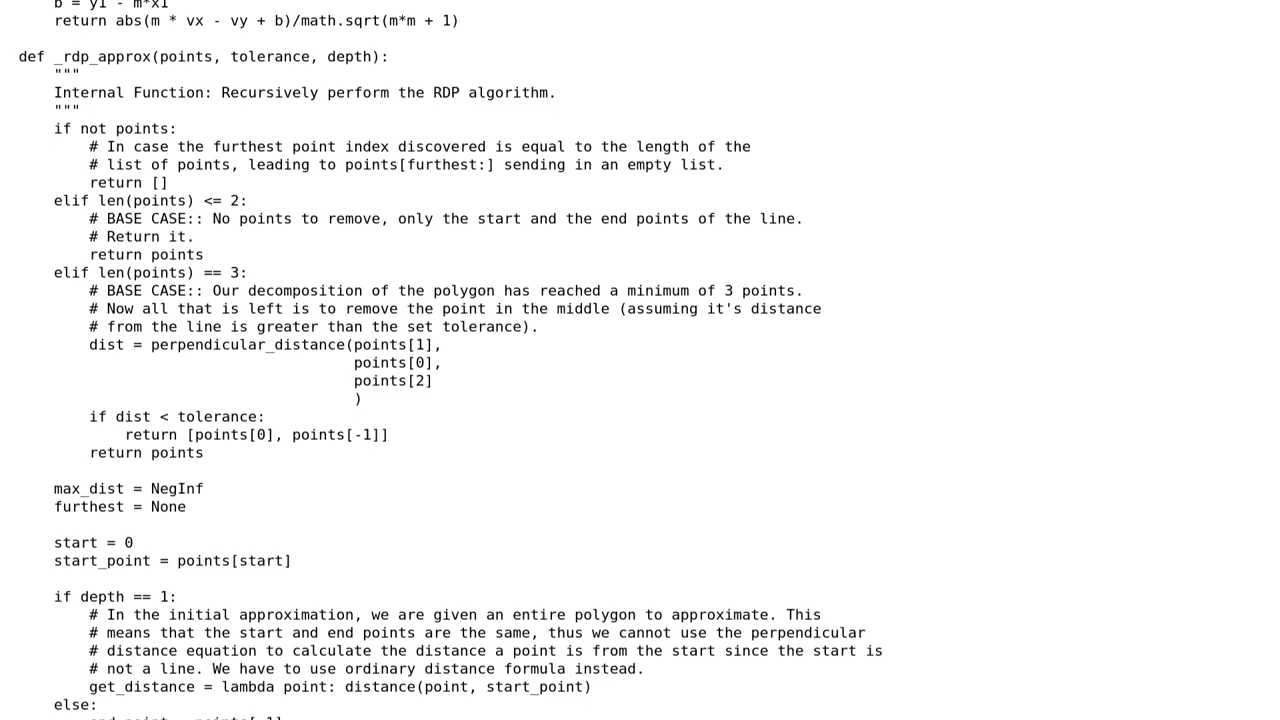 b = y1 - m*x1
return abs(m * vx - vy + b)/math.sqrt(m*m + 1)
def _rdp_approx(points, tolerance, depth):
"""
Internal Function: Recursively perform the RDP algorithm.
"""
if not points:
# In case the furthest point index discovered is equal to the length of the
# list of points, leading to points[furthest:] sending in an empty list.
return []
elif len(points) <= 2:
# BASE CASE:: No points to remove, only the start and the end points of the line.
# Return it.
return points
elif len(points) == 3:
# BASE CASE:: Our decomposition of the polygon has reached a minimum of 3 points.
# Now all that is left is to remove the point in the middle (assuming it's distance
# from the line is greater than the set tolerance).
dist = perpendicular_distance(points[1],
points[0],
points[2]
)
if dist < tolerance:
return [points[0], points[-1]]
return points
max_dist = NegInf
furthest = None
start = 0
start_point = points[start]
if depth == 1:
# In the initial approximation, we are given an entire polygon to approximate. This
# means that the start and end points are the same, thus we cannot use the perpendicular
# distance equation to calculate the distance a point is from the start since the start is
# not a line. We have to use ordinary distance formula instead.
get_distance = lambda point: distance(point, start_point)
else: